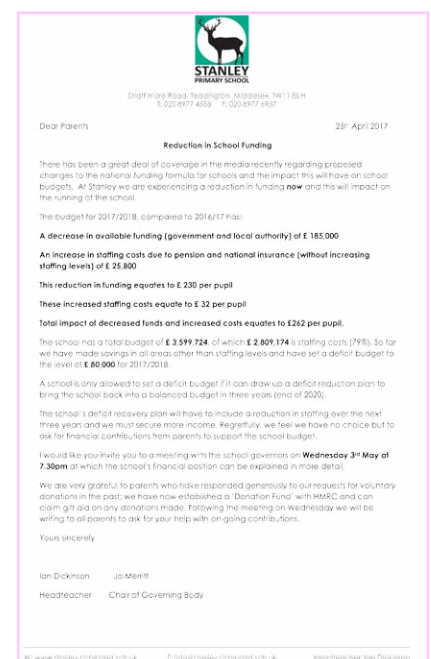 STANLEY
PRIMARY SCHOOL
Strathmore Road, Teddington, Middlesex, TW11 8UH
T: 020 8977 4858 F: 020 8977 6937
Dear Parents 25th April 2017
Reduction in School Funding
There has been a great deal of coverage in the media recently regarding proposed
changes to the national funding formula for schools and the impact this will have on school
budgets. At Stanley we are experiencing a reduction in funding now and this will impact on
the running of the school.
The budget for 2017/2018, compared to 2016/17 has:
A decrease in available funding (government and local authority) of £ 185,000
An increase in staffing costs due to pension and national insurance (without increasing
staffing levels) of £ 25,800
This reduction in funding equates to £ 230 per pupil
These increased staffing costs equate to £ 32 per pupil
Total impact of decreased funds and increased costs equates to £262 per pupil.
The school has a total budget of £ 3,599,724, of which £ 2,809,174 is staffing costs (79%). So far
we have made savings in all areas other than staffing levels and have set a deficit budget to
the level of £ 80,000 for 2017/2018.
A school is only allowed to set a deficit budget if it can draw up a deficit reduction plan to
bring the school back into a balanced budget in three years (end of 2020).
The school's deficit recovery plan will have to include a reduction in staffing over the next
three years and we must secure more income. Regretfully, we feel we have no choice but to
ask for financial contributions from parents to support the school budget.
I would like you invite you to a meeting with the school governors on Wednesday 3rd May at
7.30pm at which the school's financial position can be explained in more detail.
We are very grateful to parents who have responded generously to our requests for voluntary
donations in the past; we have now established a 'Donation Fund' with HMRC and can
claim gift aid on any donations made. Following the meeting on Wednesday we will be
writing to all parents to ask for your help with on-going contributions.
Yours sincerely
Ian Dickinson Jo Merritt
Headteacher Chair of Governing Body
Headteacher Ian Dickinson